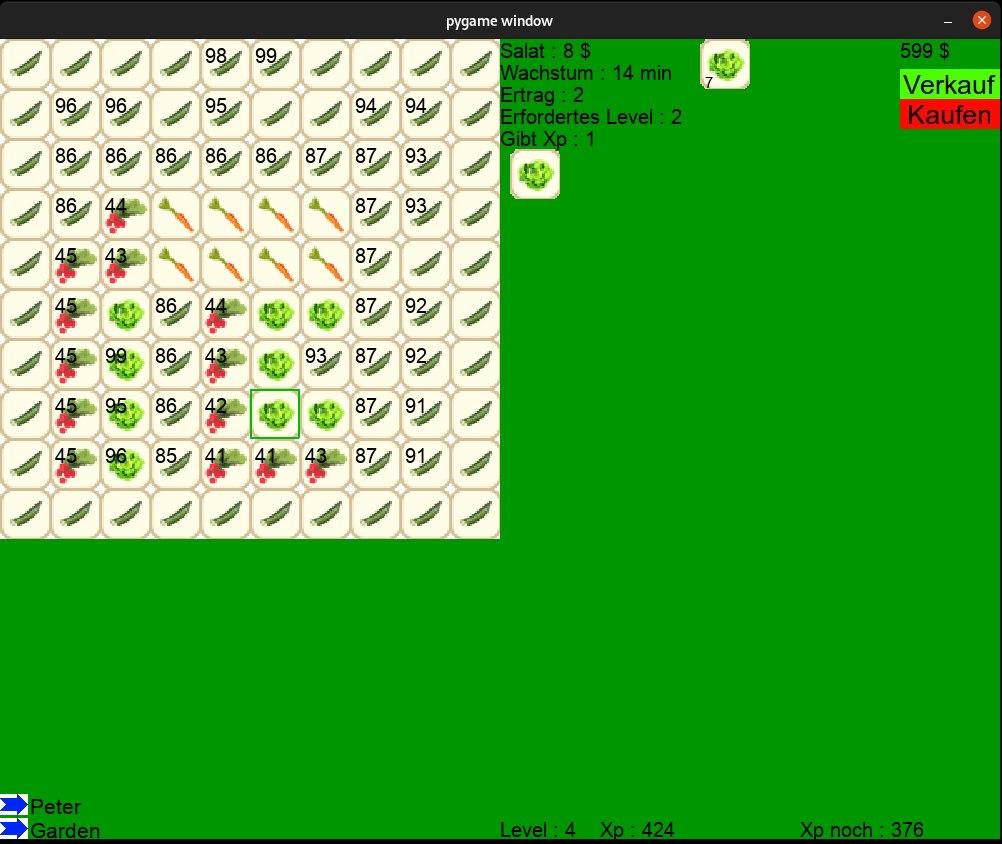 pygame window
98 99
96 96 95 94 94
86 86 86 86 86 87 87 93
86 44 87 93
45 43 87
45 86 44 87 92
45 99 86 43 93 87 92
45 95 86 42 87 91
45 96 85 41 41 43 87 91
Salat : 8 $
Wachstum : 14 min
Ertrag : 2
Erfordertes Level : 2
Gibt Xp : 1
7
599 $
Verkauf
Kaufen
Peter
Garden
Level : 4 Xp : 424 Xp noch : 376